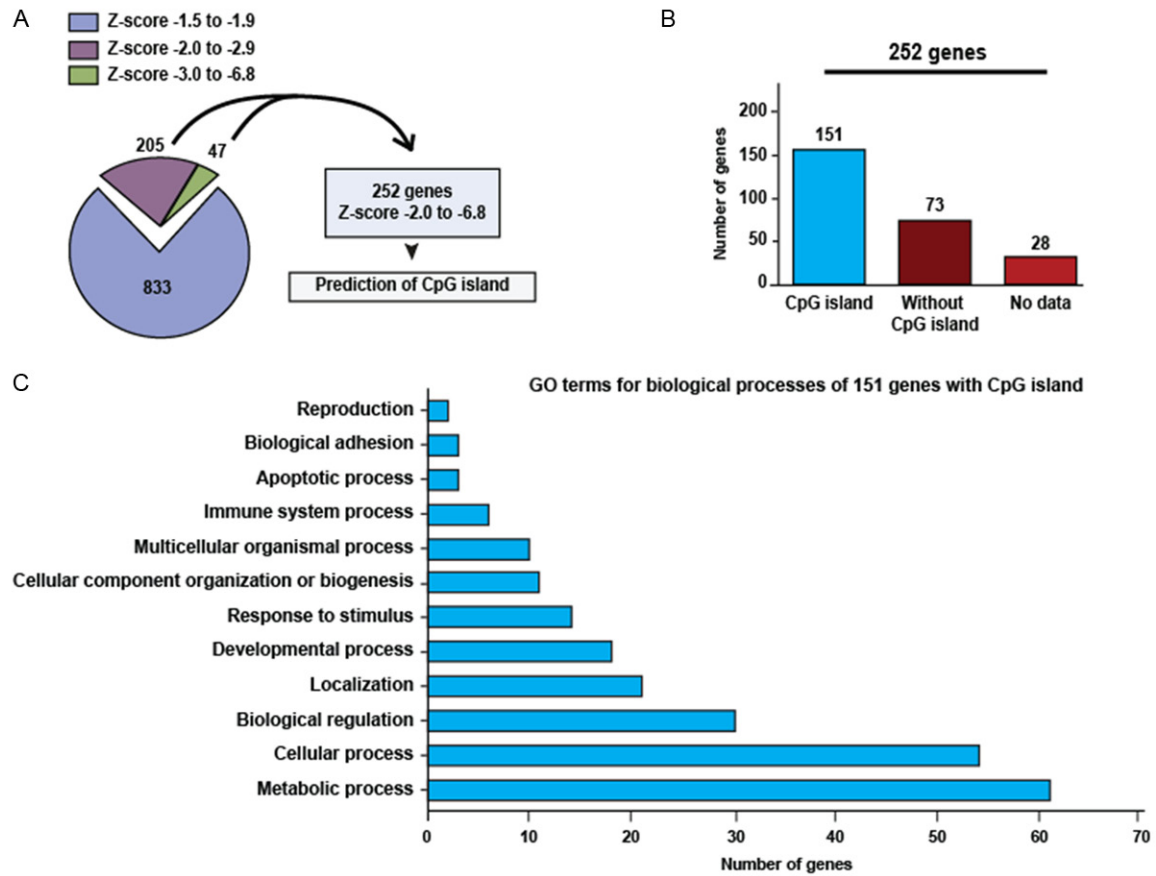 A
Z-score -1.5 to -1.9
Z-score -2.0 to -2.9
Z-score -3.0 to -6.8
205
47
833
252 genes
Z-score -2.0 to -6.8
Prediction of CpG island
B
252 genes
Number of genes
200
150
100
50
0
151
73
28
CpG island
Without
CpG island
No data
C
GO terms for biological processes of 151 genes with CpG island
Reproduction
Biological adhesion
Apoptotic process
Immune system process
Multicellular organismal process
Cellular component organization or biogenesis
Response to stimulus
Developmental process
Localization
Biological regulation
Cellular process
Metabolic process
0 10 20 30 40 50 60 70
Number of genes